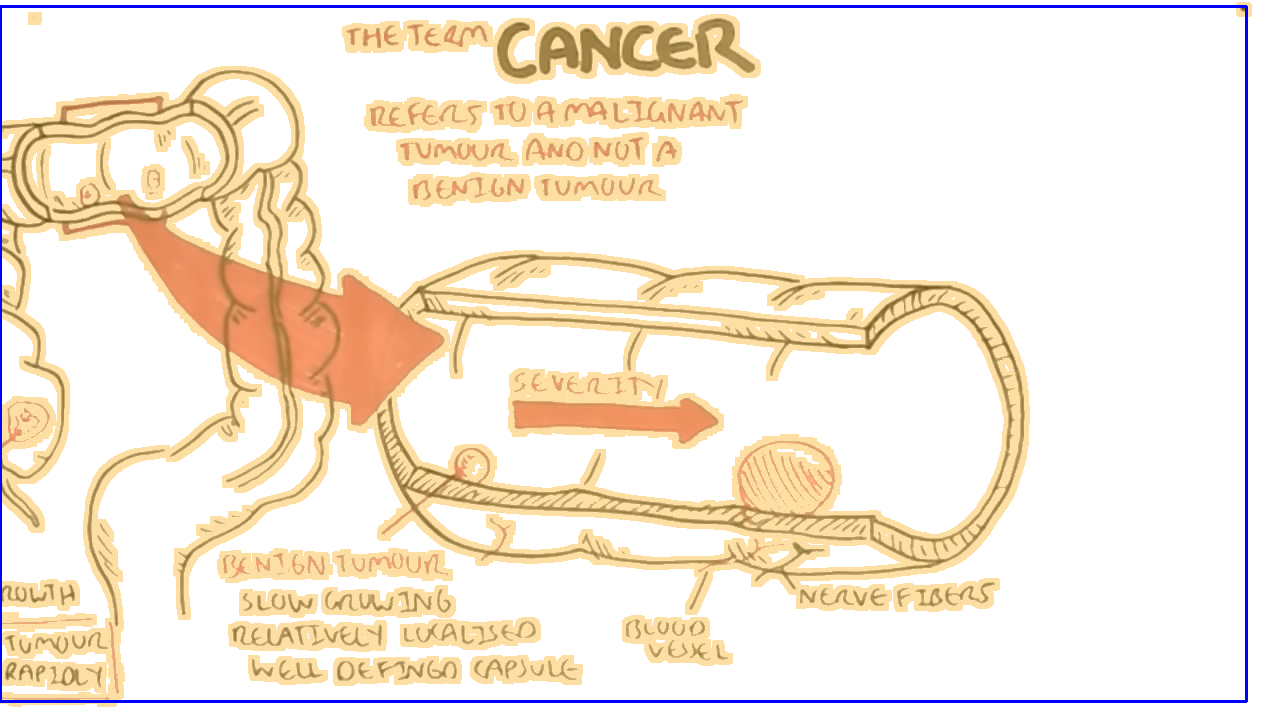 THE TERM CANCER
REFERS TO A MALIGNANT
TUMOUR AND NOT A
BENIGN TUMOUR
SEVERITY
BENIGN TUMOUR
SLOW GROWING
RELATIVELY LOCALISED
WELL DEFINED CAPSULE
BLOOD
VESSEL
NERVE FIBERS
ROWTH
TUMOUR
RAPIDLY